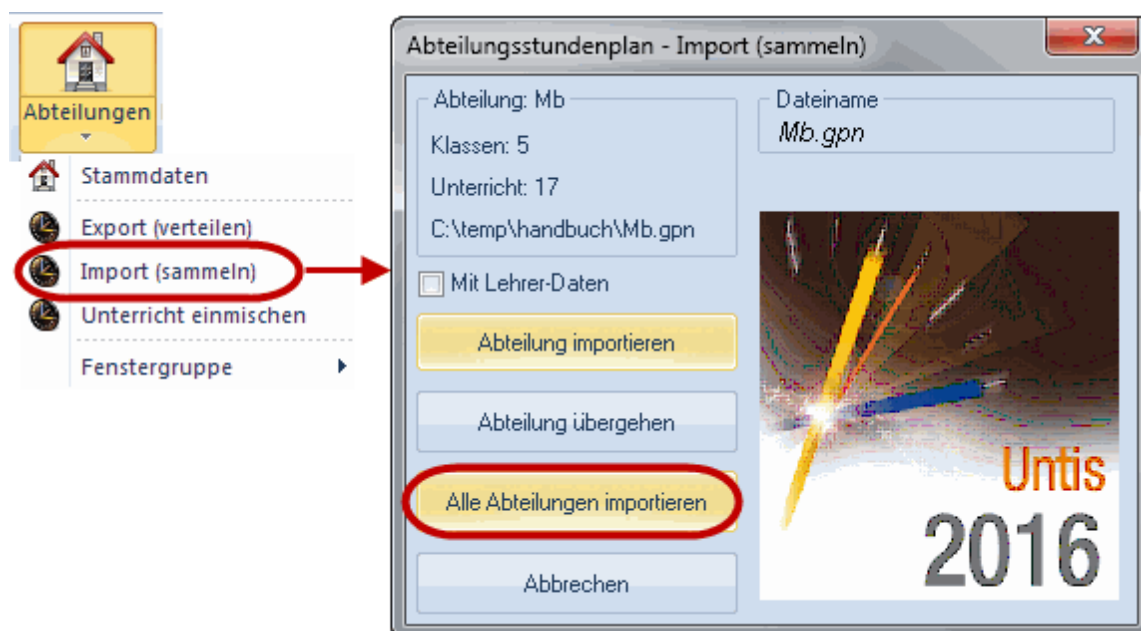 Abteilungen
Stammdaten
Export (verteilen)
Import (sammeln)
Unterricht einmischen
Fenstergruppe
Abteilungsstundenplan - Import (sammeln)
Abteilung: Mb
Klassen: 5
Unterricht: 17
C:\temp\handbuch\Mb.gpn
Dateiname
Mb.gpn
Mit Lehrer-Daten
Abteilung importieren
Abteilung übergehen
Alle Abteilungen importieren
Abbrechen
Untis
2016